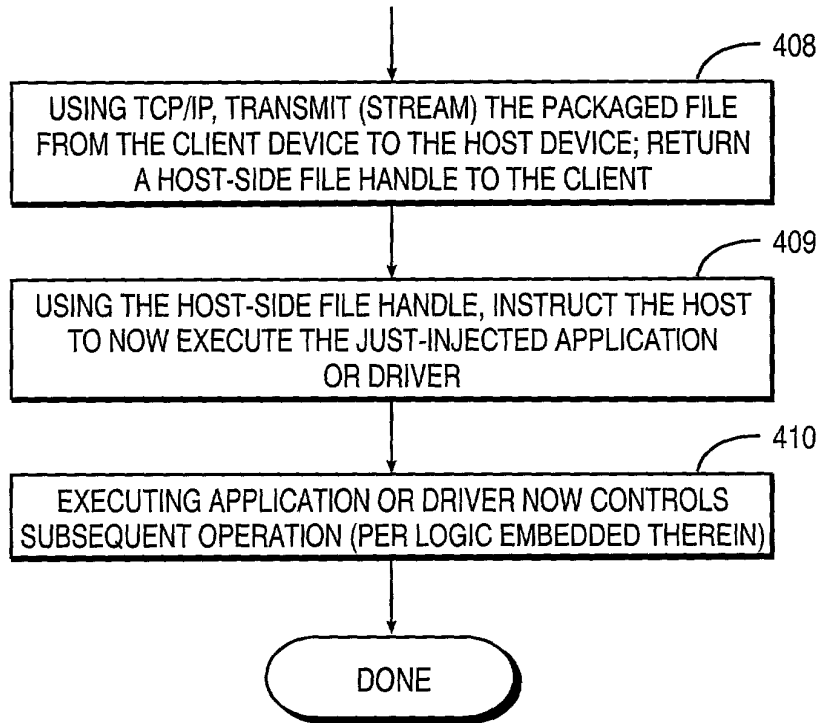 408
USING TCP/IP, TRANSMIT (STREAM) THE PACKAGED FILE
FROM THE CLIENT DEVICE TO THE HOST DEVICE; RETURN
A HOST-SIDE FILE HANDLE TO THE CLIENT
409
USING THE HOST-SIDE FILE HANDLE, INSTRUCT THE HOST
TO NOW EXECUTE THE JUST-INJECTED APPLICATION
OR DRIVER
410
EXECUTING APPLICATION OR DRIVER NOW CONTROLS
SUBSEQUENT OPERATION (PER LOGIC EMBEDDED THEREIN)
DONE